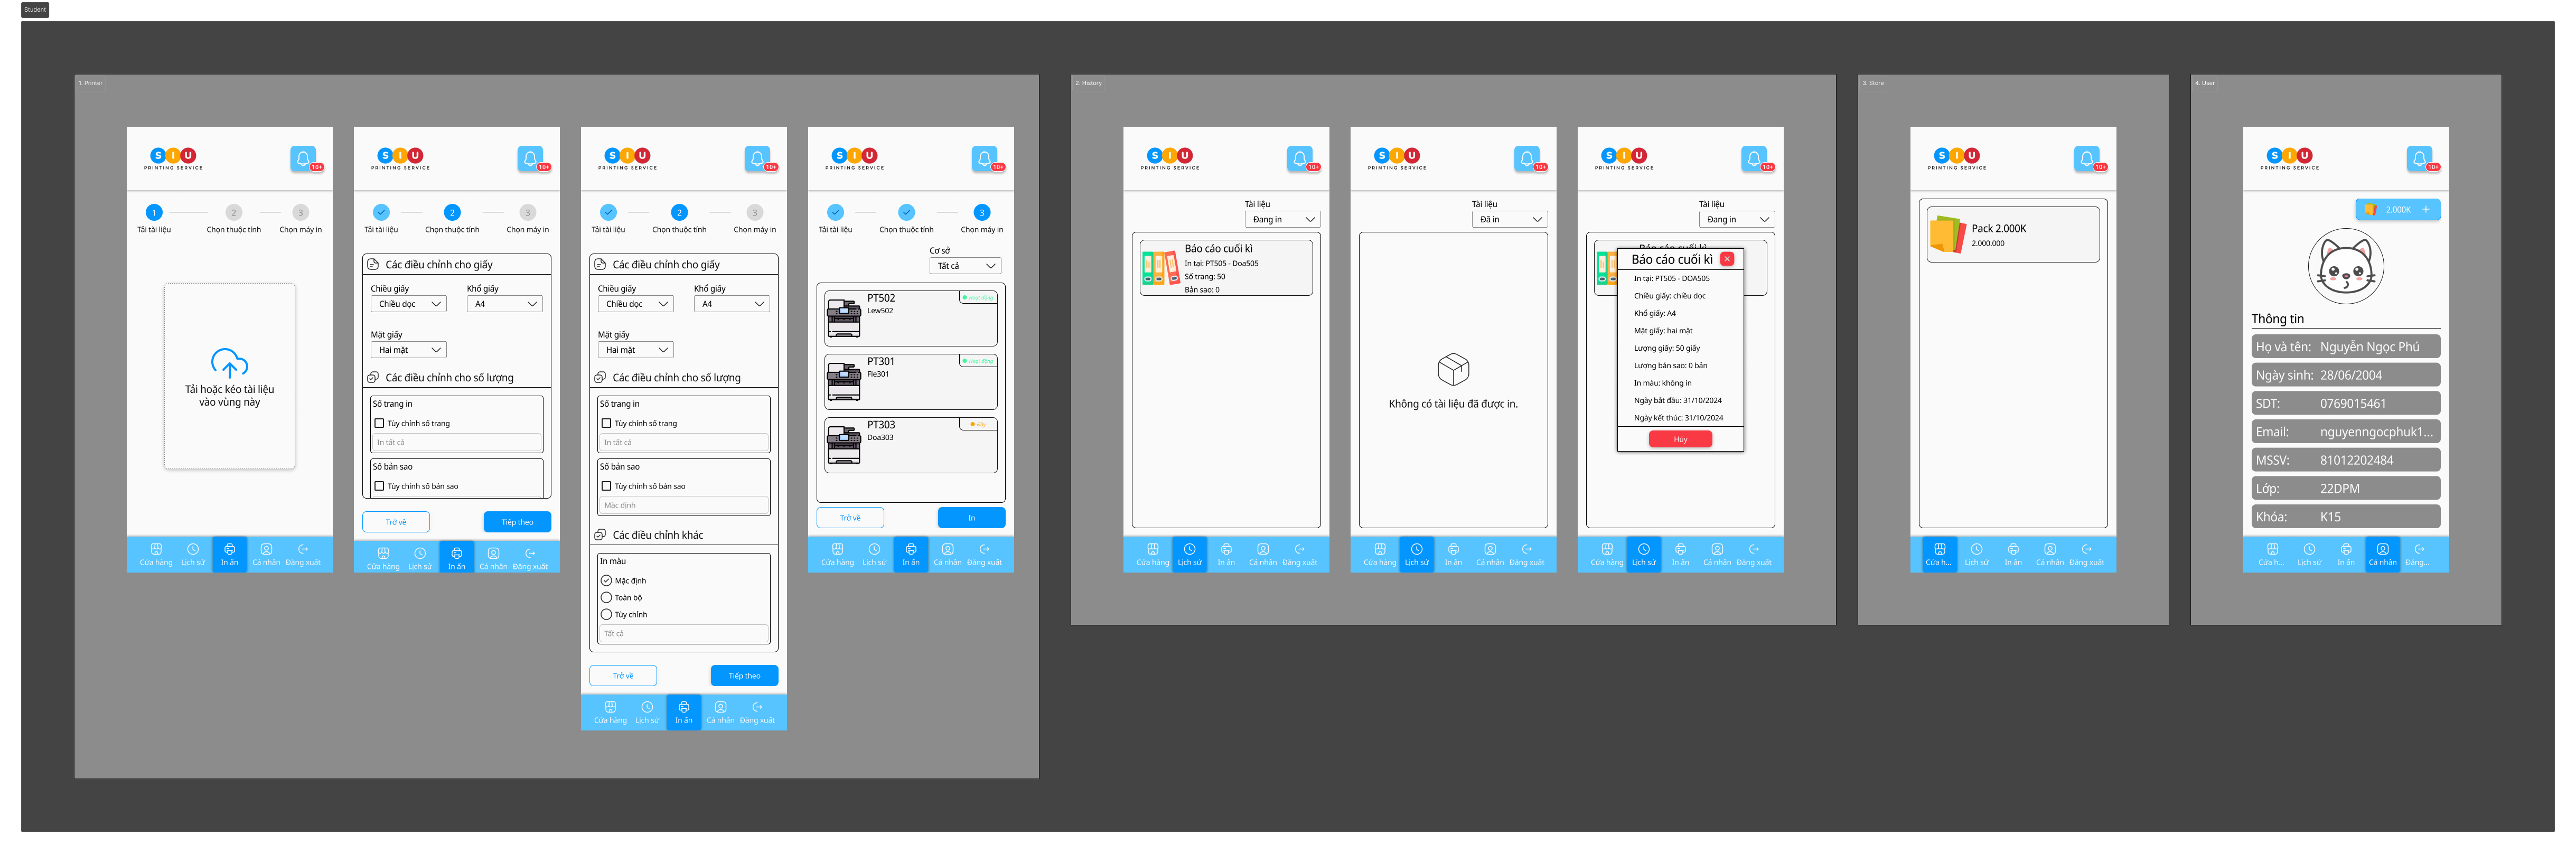 Student
1. Printer
S I U
PRINTING SERVICE
10+
1
2
3
Tải tài liệu
Chọn thuộc tính
Chọn máy in
Tải hoặc kéo tài liệu
vào vùng này
Cửa hàng
Lịch sử
In ấn
Cá nhân
Đăng xuất
S I U
PRINTING SERVICE
10+
2
3
Tải tài liệu
Chọn thuộc tính
Chọn máy in
Các điều chỉnh cho giấy
Chiều giấy
Khổ giấy
Chiều dọc
A4
Mặt giấy
Hai mặt
Các điều chỉnh cho số lượng
Số trang in
Tùy chỉnh số trang
In tất cả
Số bản sao
Tùy chỉnh số bản sao
Trở về
Tiếp theo
Cửa hàng
Lịch sử
In ấn
Cá nhân
Đăng xuất
S I U
PRINTING SERVICE
10+
2
3
Tải tài liệu
Chọn thuộc tính
Chọn máy in
Các điều chỉnh cho giấy
Chiều giấy
Khổ giấy
Chiều dọc
A4
Mặt giấy
Hai mặt
Các điều chỉnh cho số lượng
Số trang in
Tùy chỉnh số trang
In tất cả
Số bản sao
Tùy chỉnh số bản sao
Mặc định
Các điều chỉnh khác
In màu
Mặc định
Toàn bộ
Tùy chỉnh
Tất cả
Trở về
Tiếp theo
Cửa hàng
Lịch sử
In ấn
Cá nhân
Đăng xuất
S I U
PRINTING SERVICE
10+
3
Tải tài liệu
Chọn thuộc tính
Chọn máy in
Cơ sở
Tất cả
PT502
Lew502
Hoạt động
PT301
Fle301
Hoạt động
PT303
Doa303
Trở về
In
Cửa hàng
Lịch sử
In ấn
Cá nhân
Đăng xuất
2. History
S I U
PRINTING SERVICE
10+
Tài liệu
Đang in
Báo cáo cuối kì
In tại: PT505 - Doa505
Số trang: 50
Bản sao: 0
Cửa hàng
Lịch sử
In ấn
Cá nhân
Đăng xuất
S I U
PRINTING SERVICE
10+
Tài liệu
Đã in
Không có tài liệu đã được in.
Cửa hàng
Lịch sử
In ấn
Cá nhân
Đăng xuất
S I U
PRINTING SERVICE
10+
Tài liệu
Đang in
Báo cáo cuối kì
Báo cáo cuối kì
In tại: PT505 - DOA505
Chiều giấy: chiều dọc
Khổ giấy: A4
Mặt giấy: hai mặt
Lượng giấy: 50 giấy
Lượng bản sao: 0 bản
In màu: không in
Ngày bắt đầu: 31/10/2024
Ngày kết thúc: 31/10/2024
Hủy
Cửa hàng
Lịch sử
In ấn
Cá nhân
Đăng xuất
3. Store
S I U
PRINTING SERVICE
10+
Pack 2.000K
2.000.000
Cửa h...
Lịch sử
In ấn
Cá nhân
Đăng xuất
4. User
S I U
PRINTING SERVICE
10+
2.000K +
Thông tin
Họ và tên: Nguyễn Ngọc Phú
Ngày sinh: 28/06/2004
SDT: 0769015461
Email: nguyenngocphuk1...
MSSV: 81012202484
Lớp: 22DPM
Khóa: K15
Cửa h...
Lịch sử
In ấn
Cá nhân
Đăng...